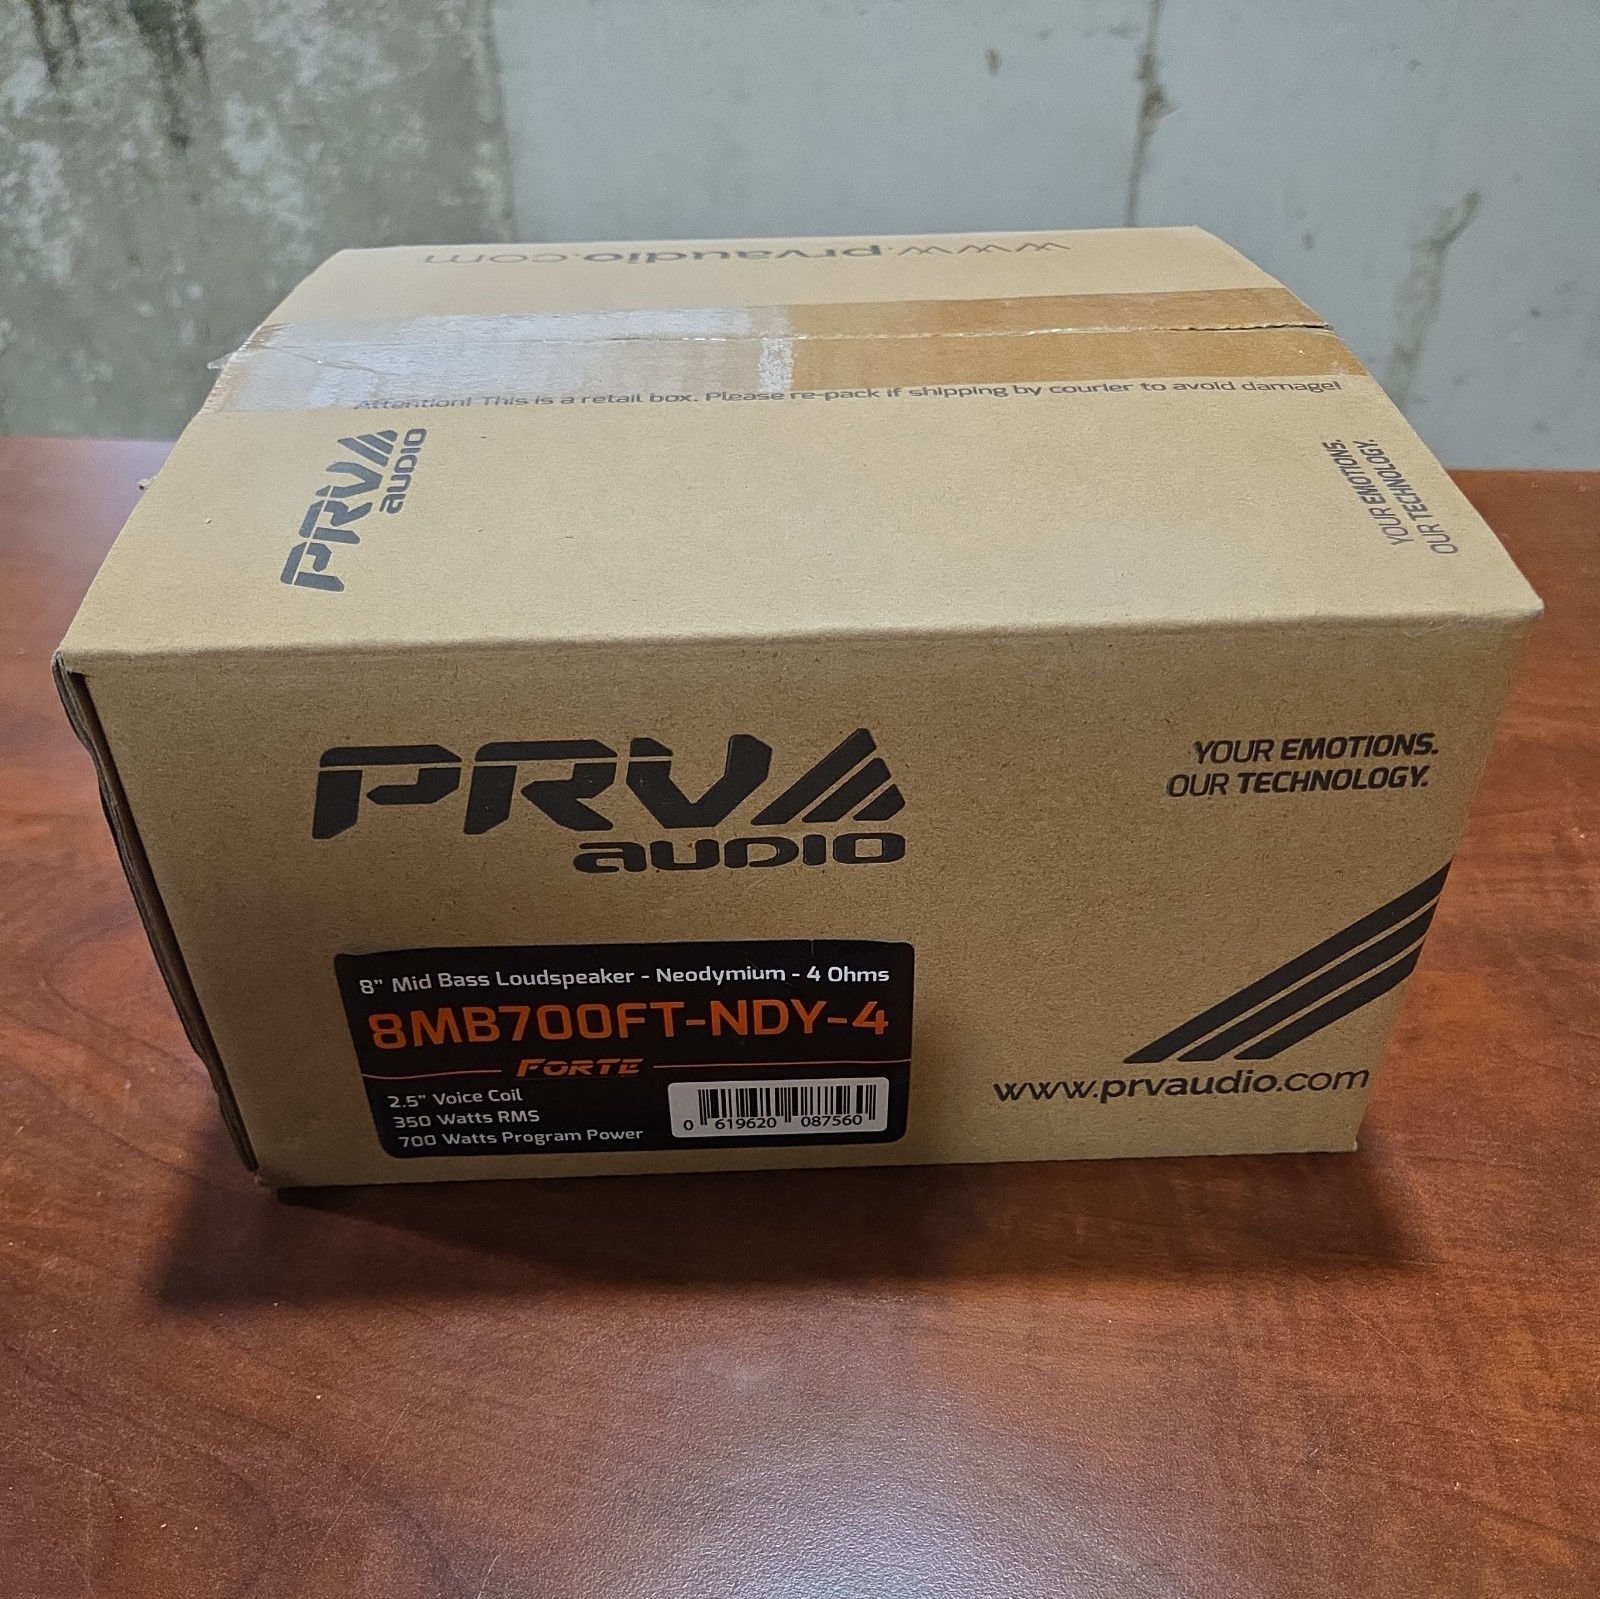 www.prvaudio.com
Attention! This is a retail box. Please re-pack if shipping by courier to avoid damage!
PRV
AUDIO
YOUR EMOTIONS.
OUR TECHNOLOGY.
PRV
AUDIO
YOUR EMOTIONS.
OUR TECHNOLOGY.
8" Mid Bass Loudspeaker - Neodymium - 4 Ohms
8MB700FT-NDY-4
FORTE
2.5" Voice Coil
350 Watts RMS
700 Watts Program Power
0 619620 087560
www.prvaudio.com